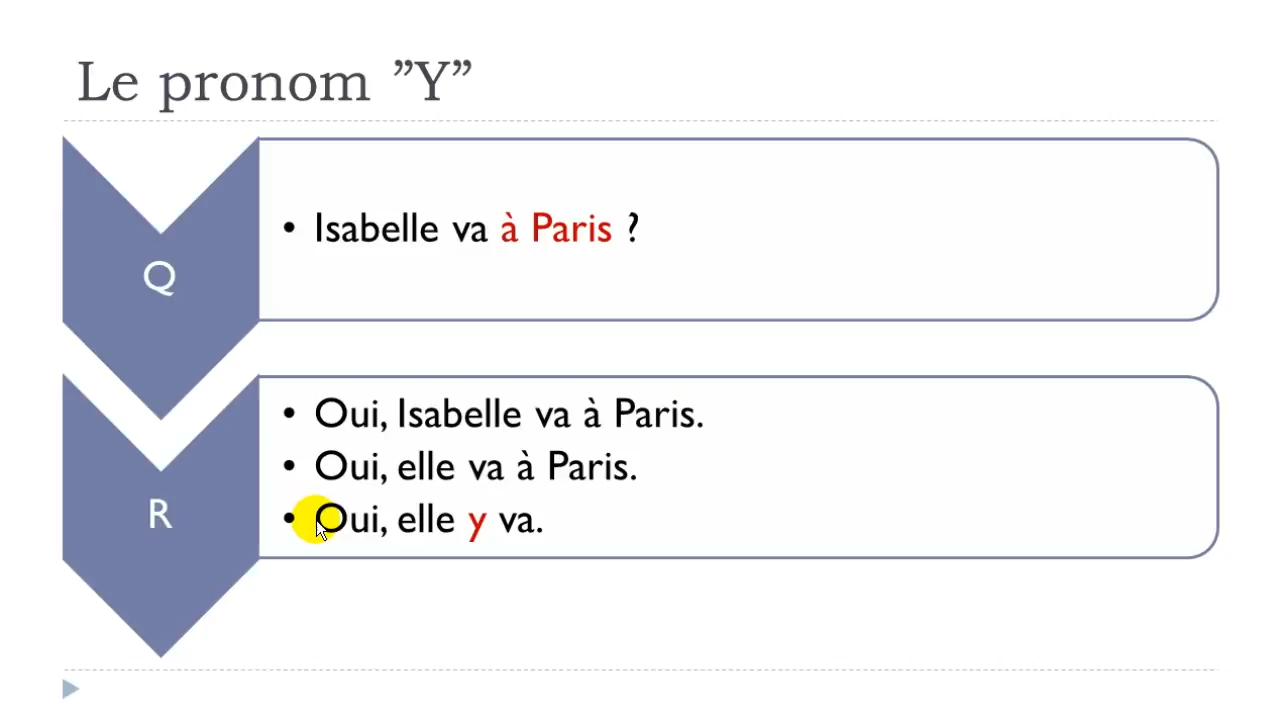 Le pronom ”Y”
Q
• Isabelle va à Paris ?
R
• Oui, Isabelle va à Paris.
• Oui, elle va à Paris.
• Oui, elle y va.